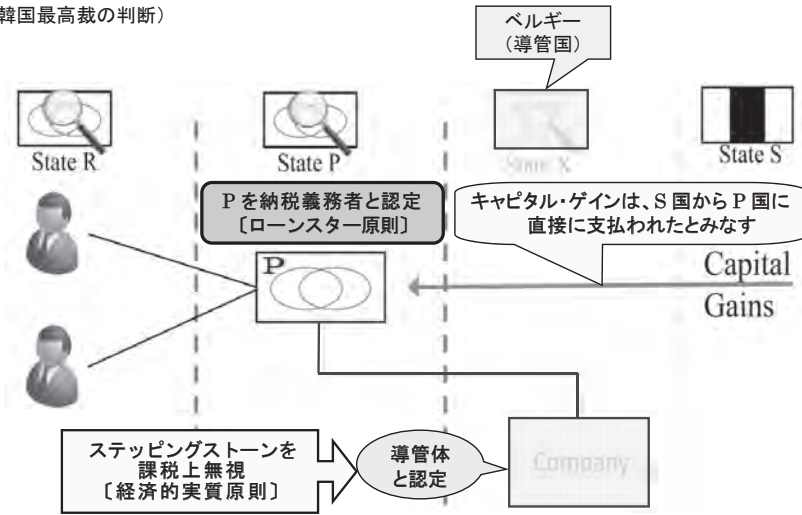 韓国最高裁の判断）
ベルギー
（導管国）
State R
State P
State X
State S
P を納税義務者と認定
〔ローンスター原則〕
キャピタル・ゲインは、S 国から P 国に
直接に支払われたとみなす
P
Capital
Gains
ステッピングストーンを
課税上無視
〔経済的実質原則〕
導管体
と認定
Company